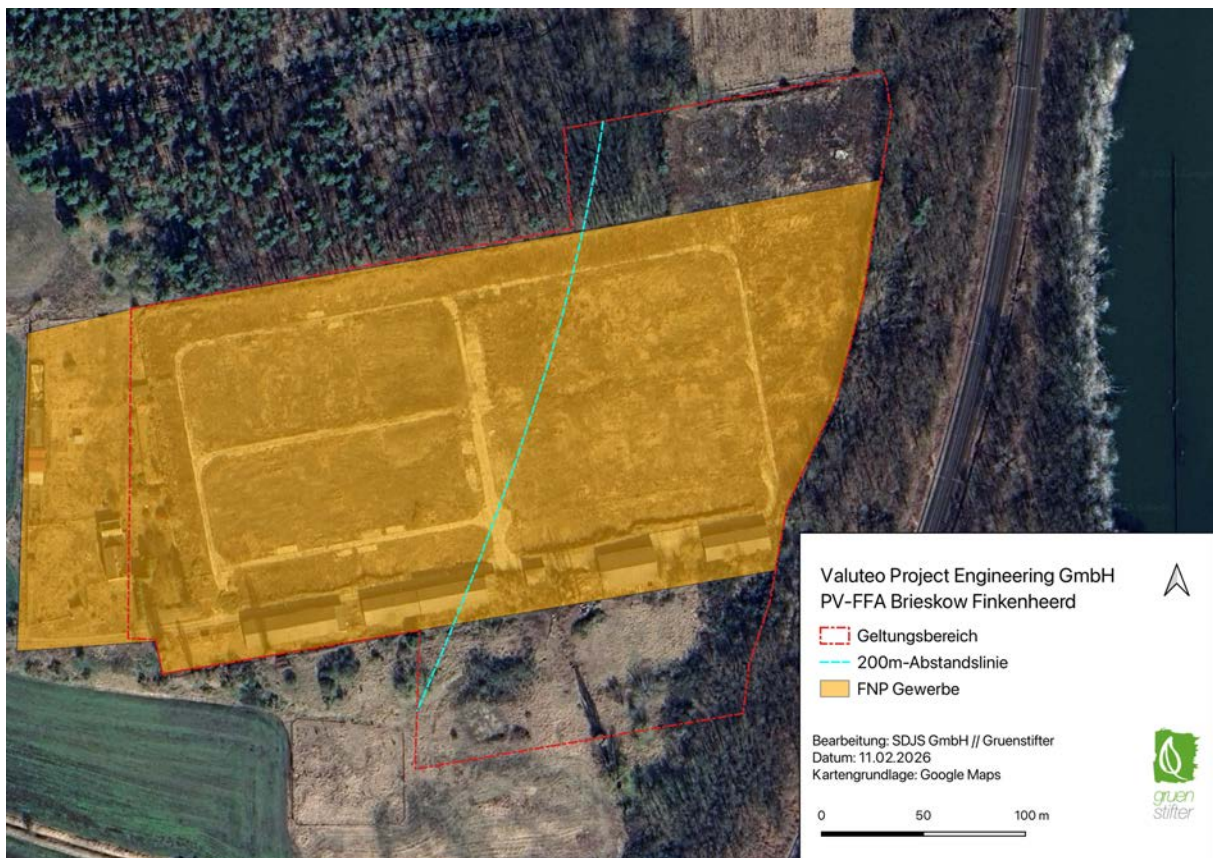 Valuteo Project Engineering GmbH
PV-FFA Brieskow Finkenheerd
Geltungsbereich
200m-Abstandslinie
FNP Gewerbe
Bearbeitung: SDJS GmbH // Gruenstifter
Datum: 11.02.2026
Kartengrundlage: Google Maps
0 50 100 m
gruen
stifter